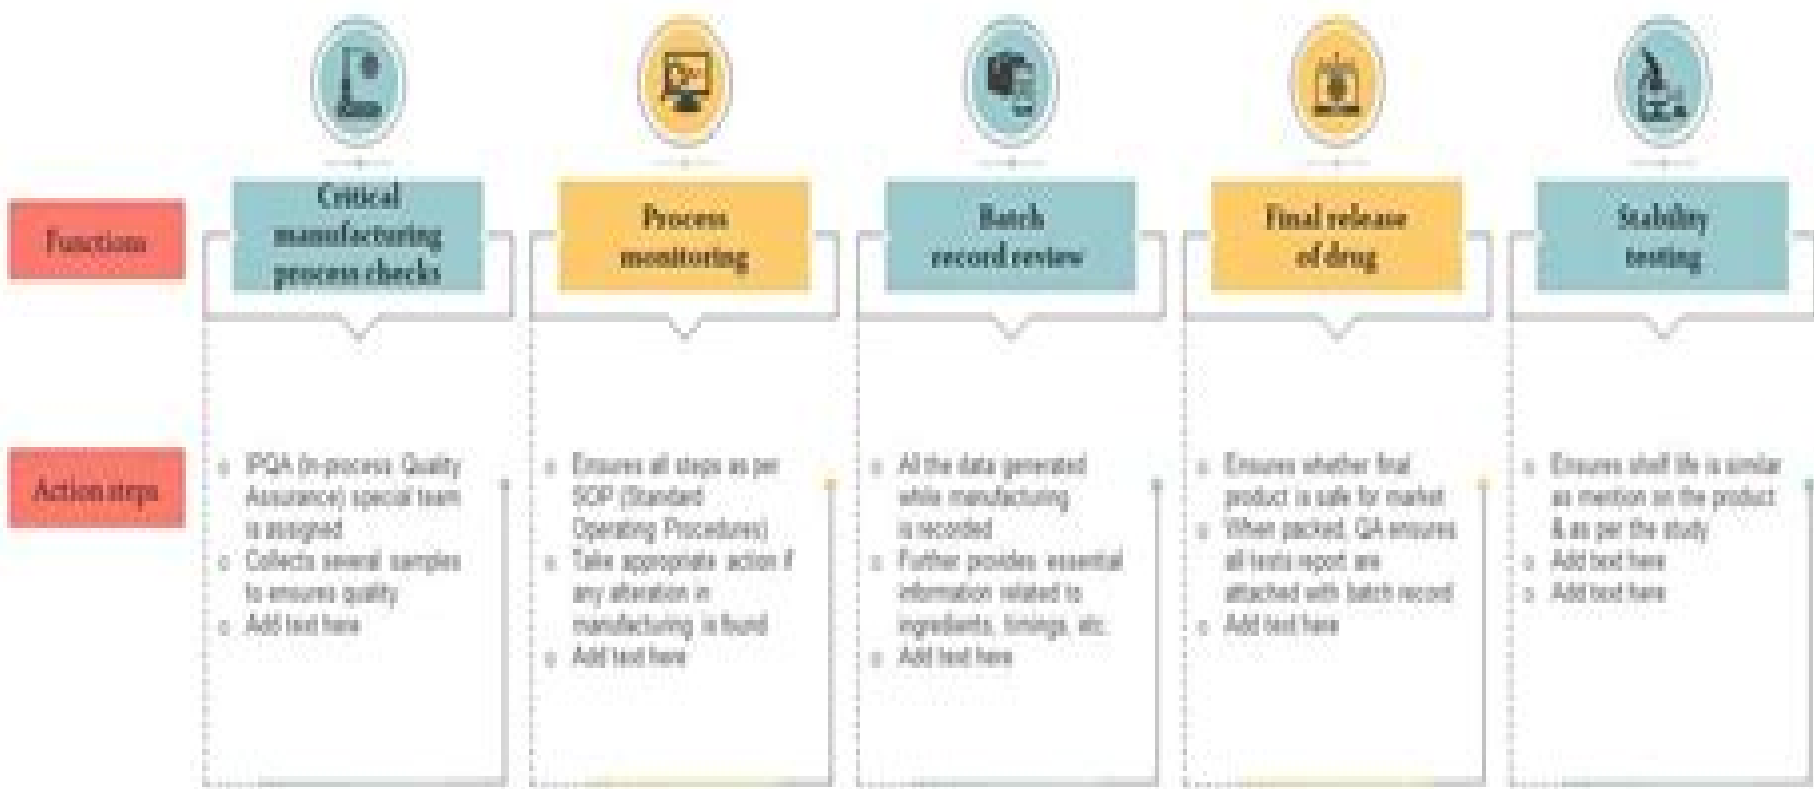 Functions
Critical
manufacturing
process checks
Process
monitoring
Batch
record review
Final release
of drug
Stability
testing
Action steps
IPQA (In-process Quality
Assurance) special team
is assigned
Collects several samples
to ensures quality
Add text here
Ensures all steps as per
SOP (Standard
Operating Procedures)
Take appropriate action if
any alteration in
manufacturing is found
Add text here
All the data generated
while manufacturing
is recorded
Further provides essential
information related to
ingredients, timings, etc.
Add text here
Ensures whether final
product is safe for market
When packed, QA ensures
all tests report are
attached with batch record
Add text here
Ensures shelf life is similar
as mention on the product
& as per the study
Add text here
Add text here